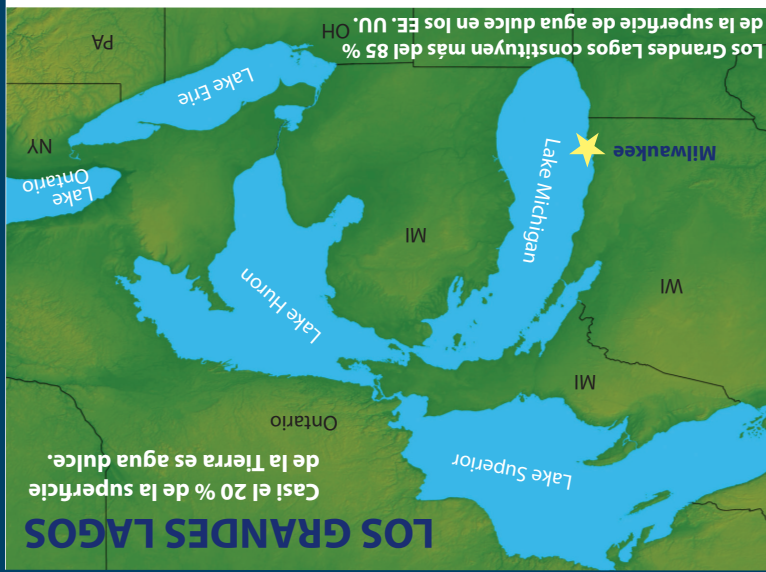 LOS GRANDES LAGOS
Casi el 20 % de la superficie
de la Tierra es agua dulce.
Lake Superior
Ontario
MI
WI
Lake Huron
MI
Lake Michigan
Milwaukee
Lake
Ontario
NY
Lake Erie
PA
OH
Los Grandes Lagos constituyen más del 85 %
de la superficie de agua dulce en los EE. UU.